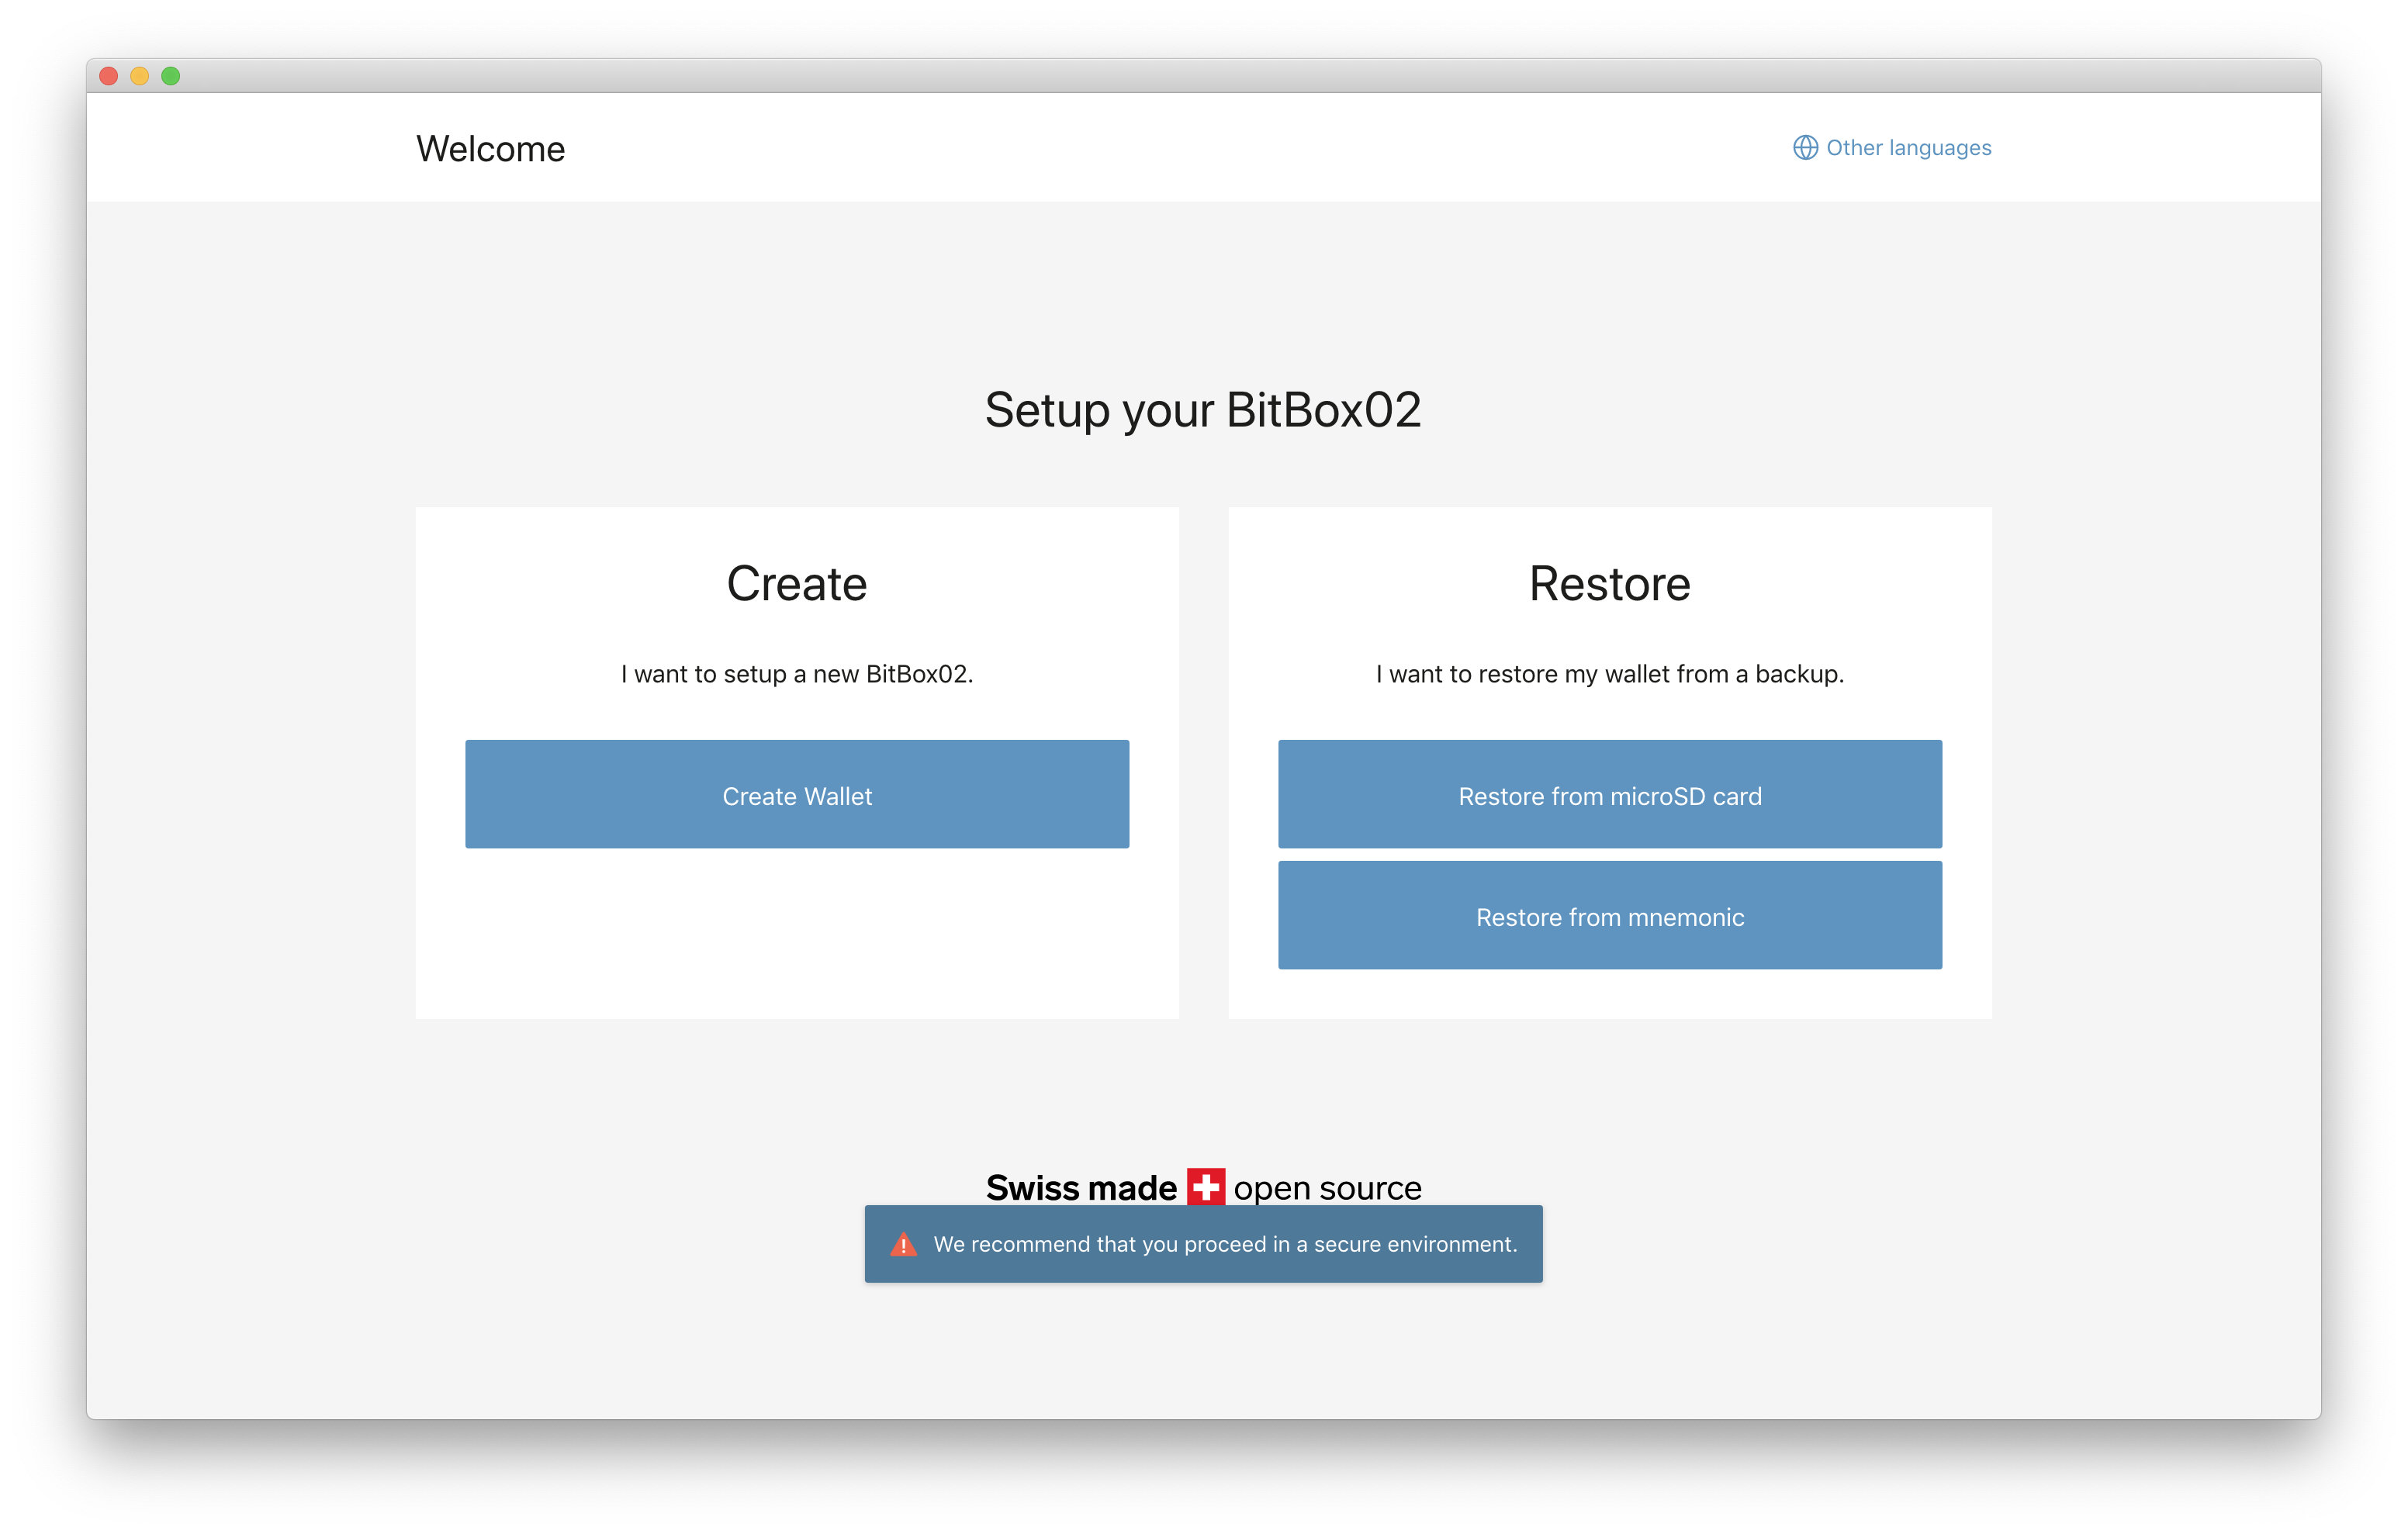 Welcome
Other languages
Setup your BitBox02
Create
I want to setup a new BitBox02.
Create Wallet
Restore
I want to restore my wallet from a backup.
Restore from microSD card
Restore from mnemonic
Swiss made open source
We recommend that you proceed in a secure environment.